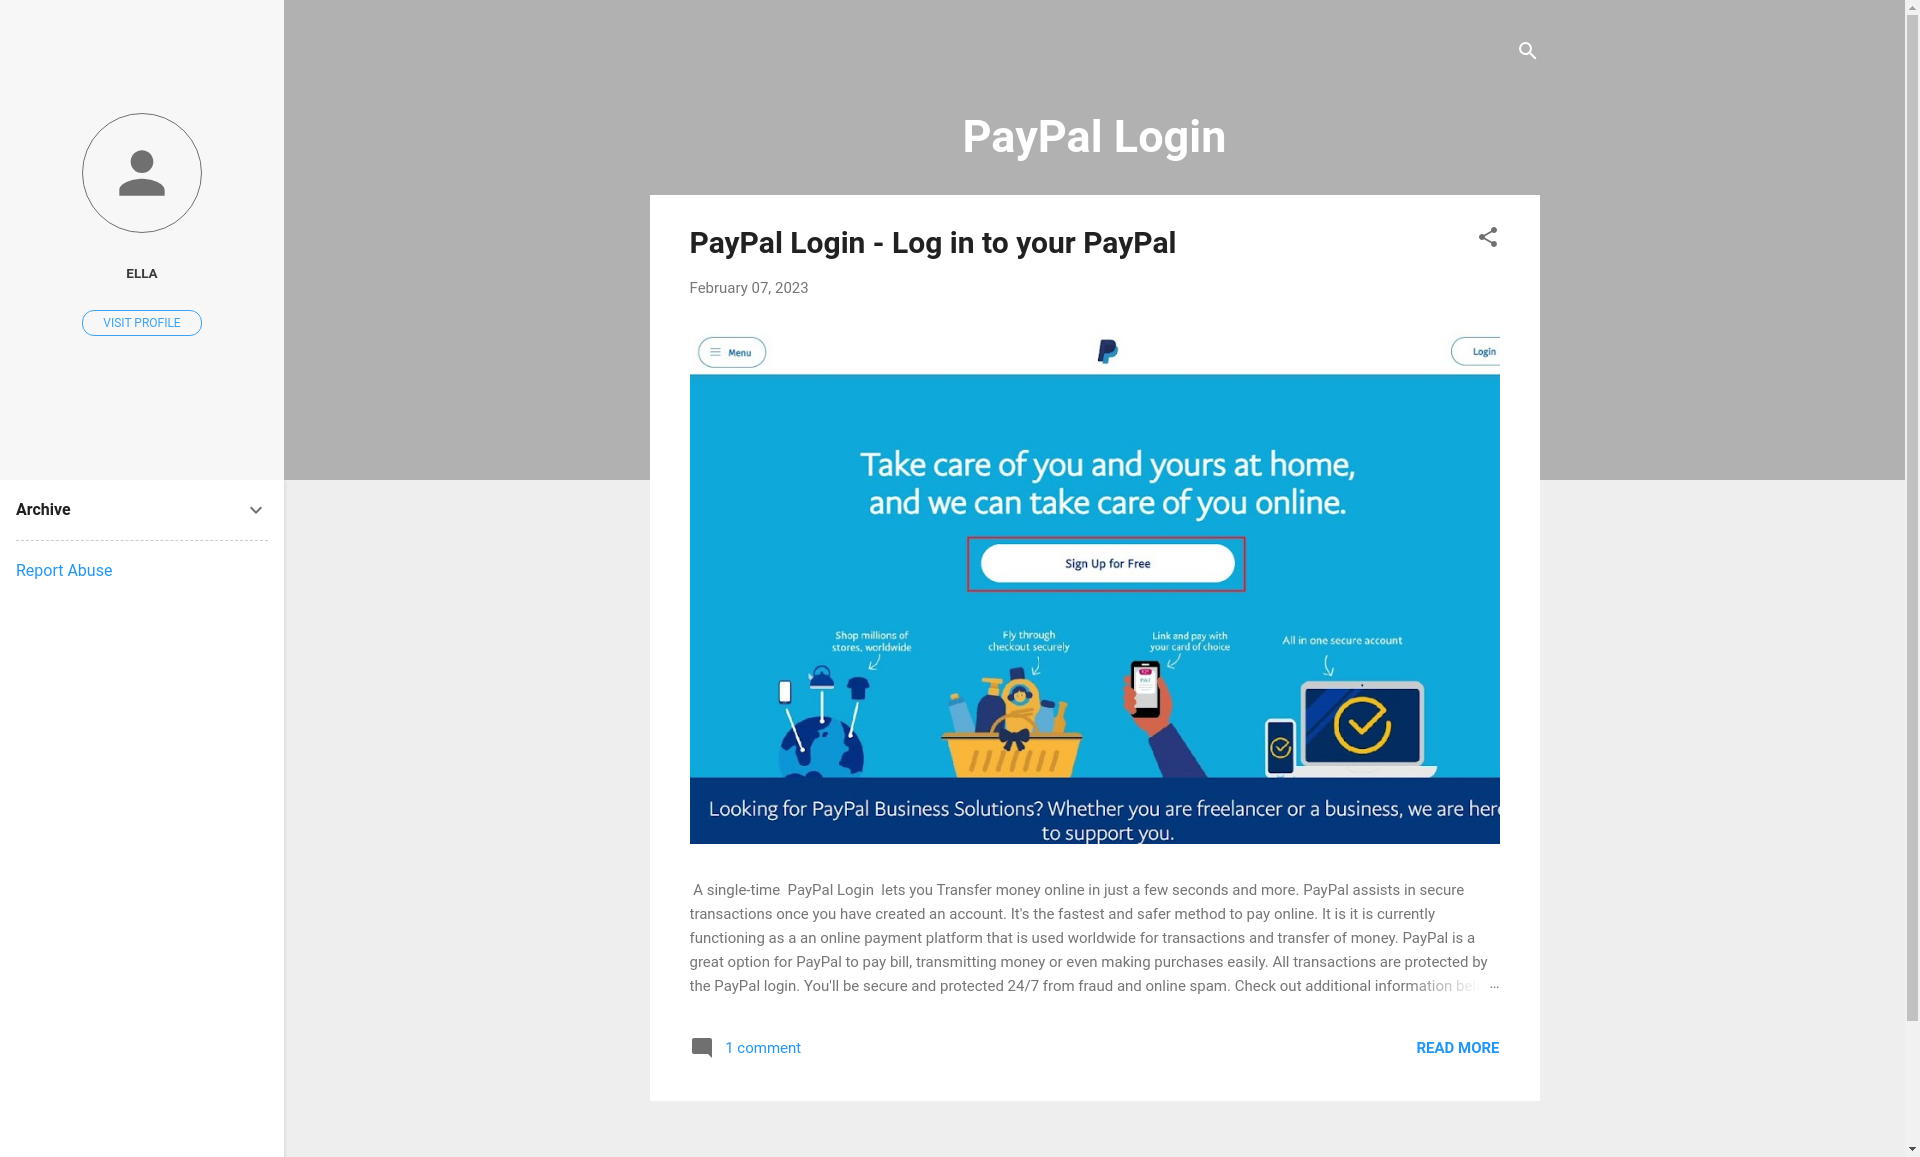 ELLA
VISIT PROFILE
Archive
Report Abuse
PayPal Login
PayPal Login - Log in to your PayPal
February 07, 2023
Menu
Login
Take care of you and yours at home,
and we can take care of you online.
Sign Up for Free
Shop millions of
stores, worldwide
Fly through
checkout securely
Link and pay with
your card of choice
All in one secure account
Looking for PayPal Business Solutions? Whether you are freelancer or a business, we are here
to support you.
A single-time  PayPal Login  lets you Transfer money online in just a few seconds and more. PayPal assists in secure
transactions once you have created an account. It's the fastest and safer method to pay online. It is it is currently
functioning as a an online payment platform that is used worldwide for transactions and transfer of money. PayPal is a
great option for PayPal to pay bill, transmitting money or even making purchases easily. All transactions are protected by
the PayPal login. You'll be secure and protected 24/7 from fraud and online spam. Check out additional information ...
1 comment
READ MORE